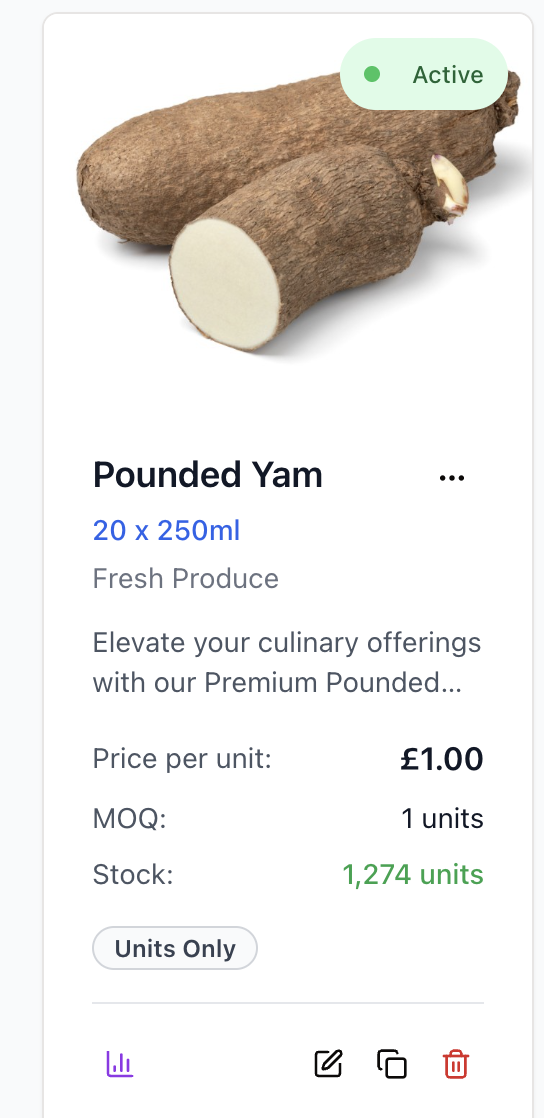 Active
Pounded Yam
20 x 250ml
Fresh Produce
Elevate your culinary offerings
with our Premium Pounded...
Price per unit: £1.00
MOQ: 1 units
Stock: 1,274 units
Units Only